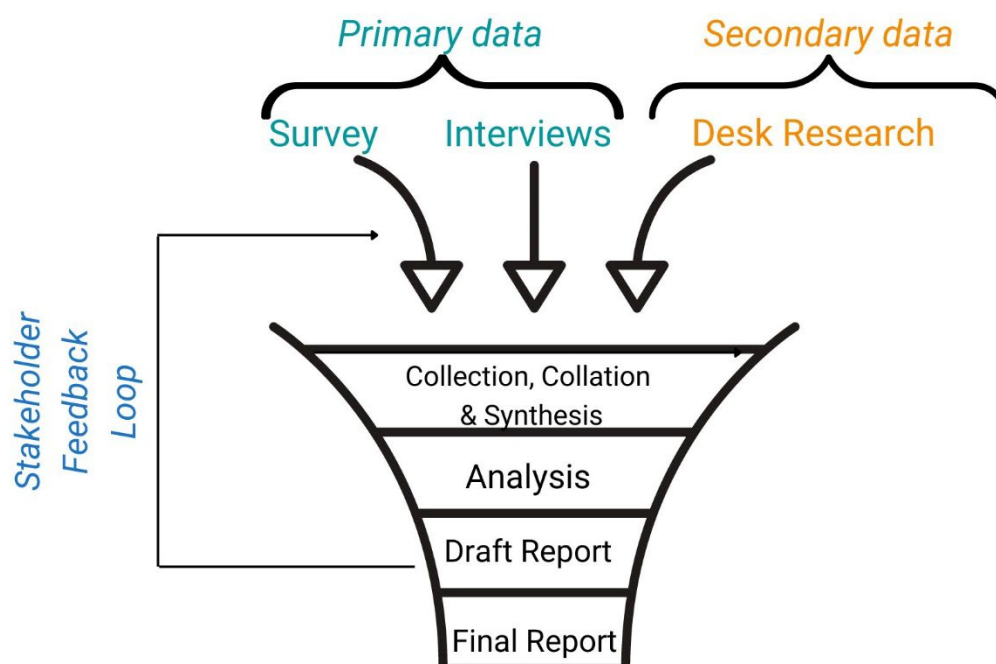 Primary data
Secondary data
Survey
Interviews
Desk Research
Stakeholder
Feedback
Loop
Collection, Collation
& Synthesis
Analysis
Draft Report
Final Report